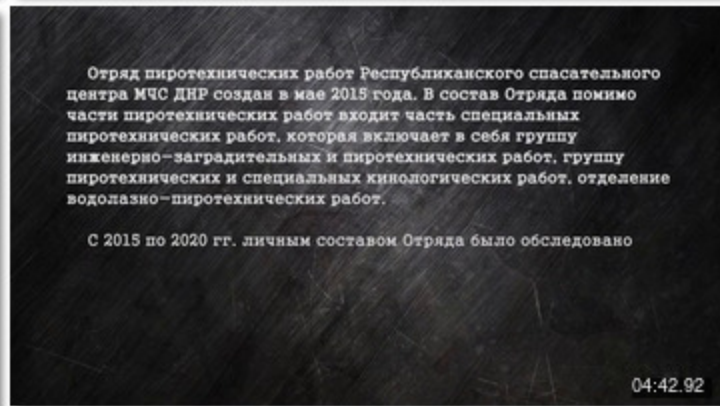 Отряд пиротехнических работ Республиканского спасательного
центра МЧС ДНР создан в мае 2015 года. В состав Отряда помимо
части пиротехнических работ входит часть специальных
пиротехнических работ, которая включает в себя группу
инженерно-заградительных и пиротехнических работ, группу
пиротехнических и специальных кинологических работ, отделение
водолазно-пиротехнических работ.
С 2015 по 2020 гг. личным составом Отряда было обследовано
04:42.92